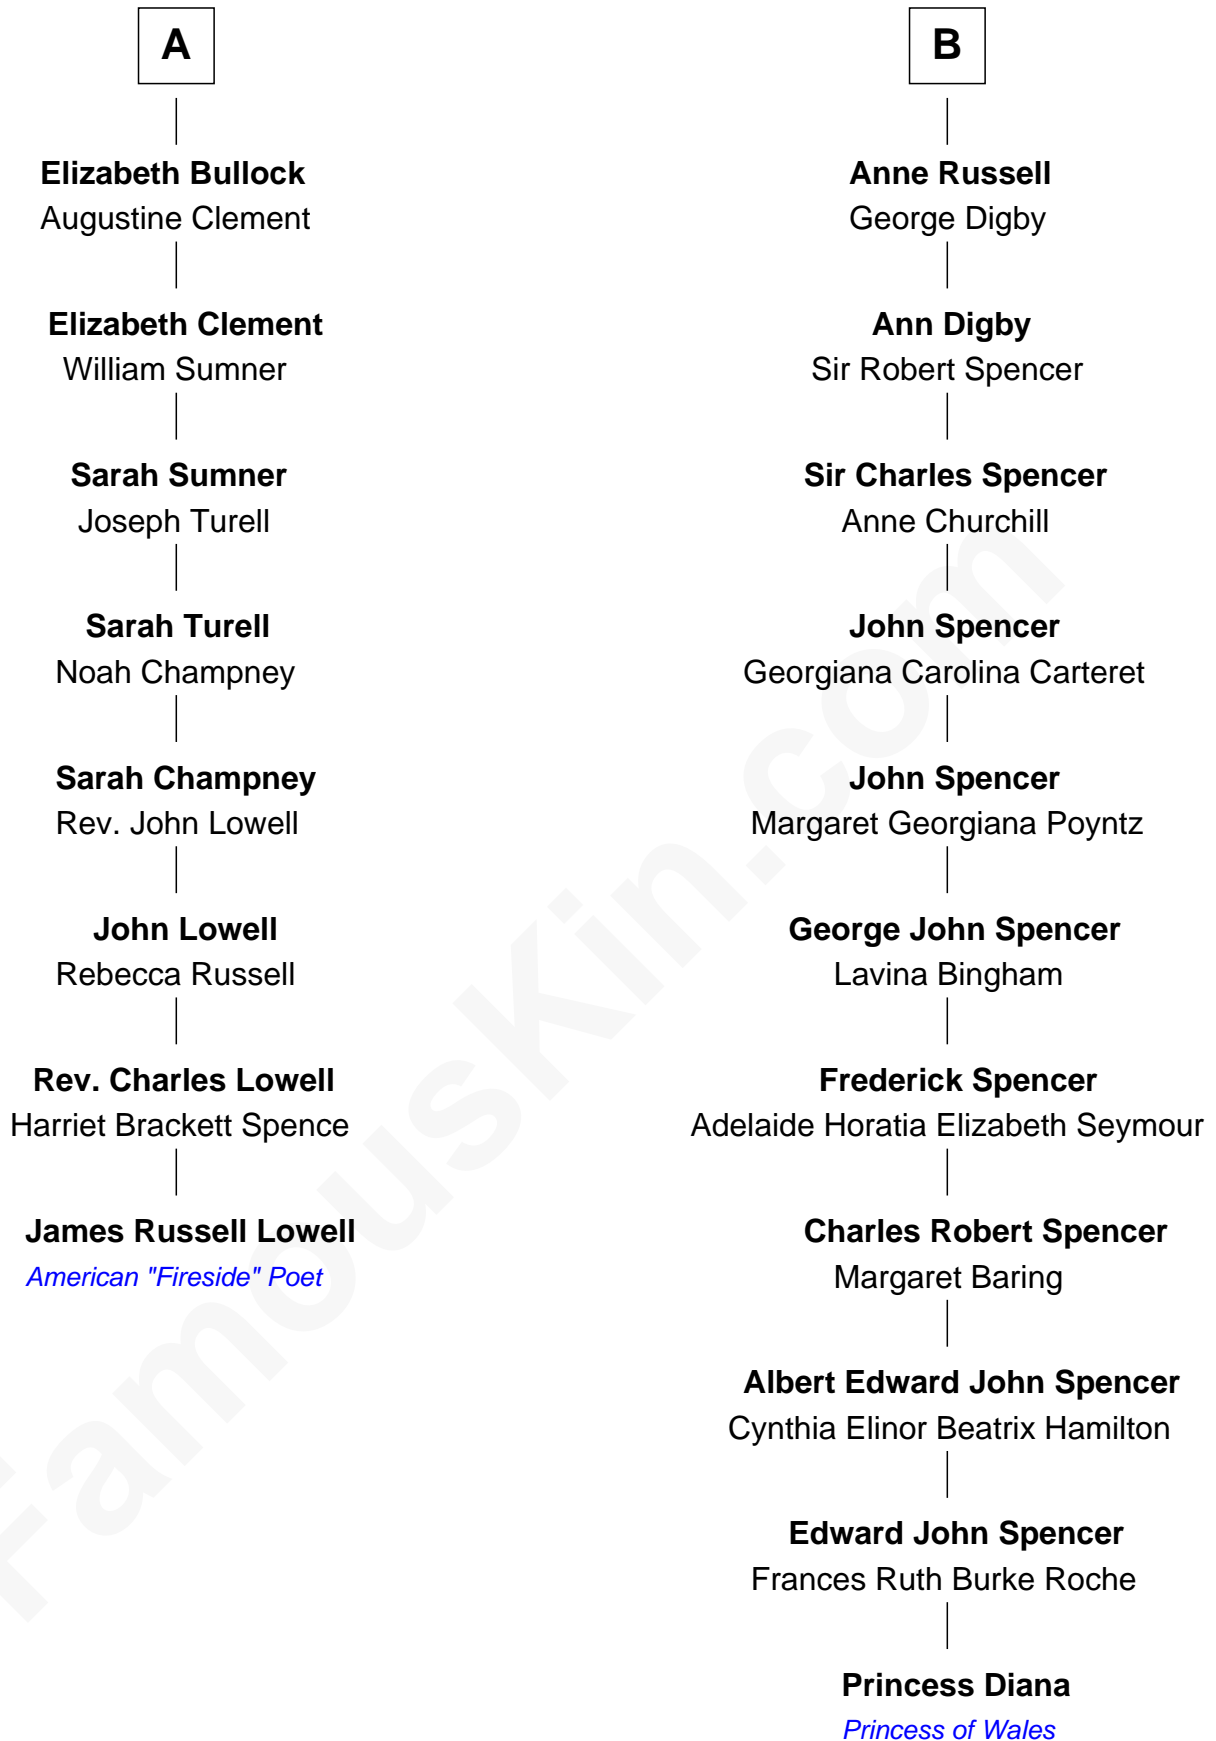 A
Elizabeth Bullock
Augustine Clement
Elizabeth Clement
William Sumner
Sarah Sumner
Joseph Turell
Sarah Turell
Noah Champney
Sarah Champney
Rev. John Lowell
John Lowell
Rebecca Russell
Rev. Charles Lowell
Harriet Brackett Spence
James Russell Lowell
American "Fireside" Poet
B
Anne Russell
George Digby
Ann Digby
Sir Robert Spencer
Sir Charles Spencer
Anne Churchill
John Spencer
Georgiana Carolina Carteret
John Spencer
Margaret Georgiana Poyntz
George John Spencer
Lavina Bingham
Frederick Spencer
Adelaide Horatia Elizabeth Seymour
Charles Robert Spencer
Margaret Baring
Albert Edward John Spencer
Cynthia Elinor Beatrix Hamilton
Edward John Spencer
Frances Ruth Burke Roche
Princess Diana
Princess of Wales
FamousKin.com